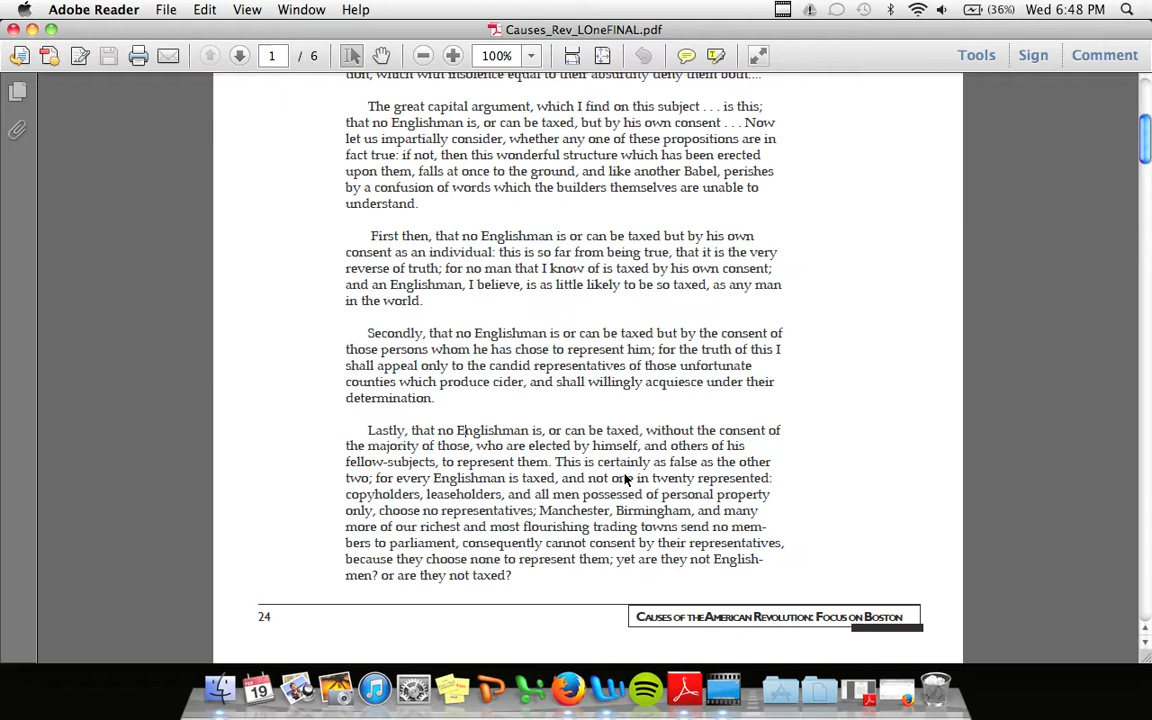 Adobe Reader File Edit View Window Help (36%) Wed 6:48 PM
Causes_Rev_LOneFINAL.pdf
1 / 6 100% Tools Sign Comment
tion, which with insolence equal to their absurdity deny them both....
The great capital argument, which I find on this subject . . . is this;
that no Englishman is, or can be taxed, but by his own consent . . . Now
let us impartially consider, whether any one of these propositions are in
fact true: if not, then this wonderful structure which has been erected
upon them, falls at once to the ground, and like another Babel, perishes
by a confusion of words which the builders themselves are unable to
understand.
First then, that no Englishman is or can be taxed but by his own
consent as an individual: this is so far from being true, that it is the very
reverse of truth; for no man that I know of is taxed by his own consent;
and an Englishman, I believe, is as little likely to be so taxed, as any man
in the world.
Secondly, that no Englishman is or can be taxed but by the consent of
those persons whom he has chose to represent him; for the truth of this I
shall appeal only to the candid representatives of those unfortunate
counties which produce cider, and shall willingly acquiesce under their
determination.
Lastly, that no Englishman is, or can be taxed, without the consent of
the majority of those, who are elected by himself, and others of his
fellow-subjects, to represent them. This is certainly as false as the other
two; for every Englishman is taxed, and not one in twenty represented:
copyholders, leaseholders, and all men possessed of personal property
only, choose no representatives; Manchester, Birmingham, and many
more of our richest and most flourishing trading towns send no mem-
bers to parliament, consequently cannot consent by their representatives,
because they choose none to represent them; yet are they not English-
men? or are they not taxed?
24 CAUSES OF THE AMERICAN REVOLUTION: FOCUS ON BOSTON
FEB
19